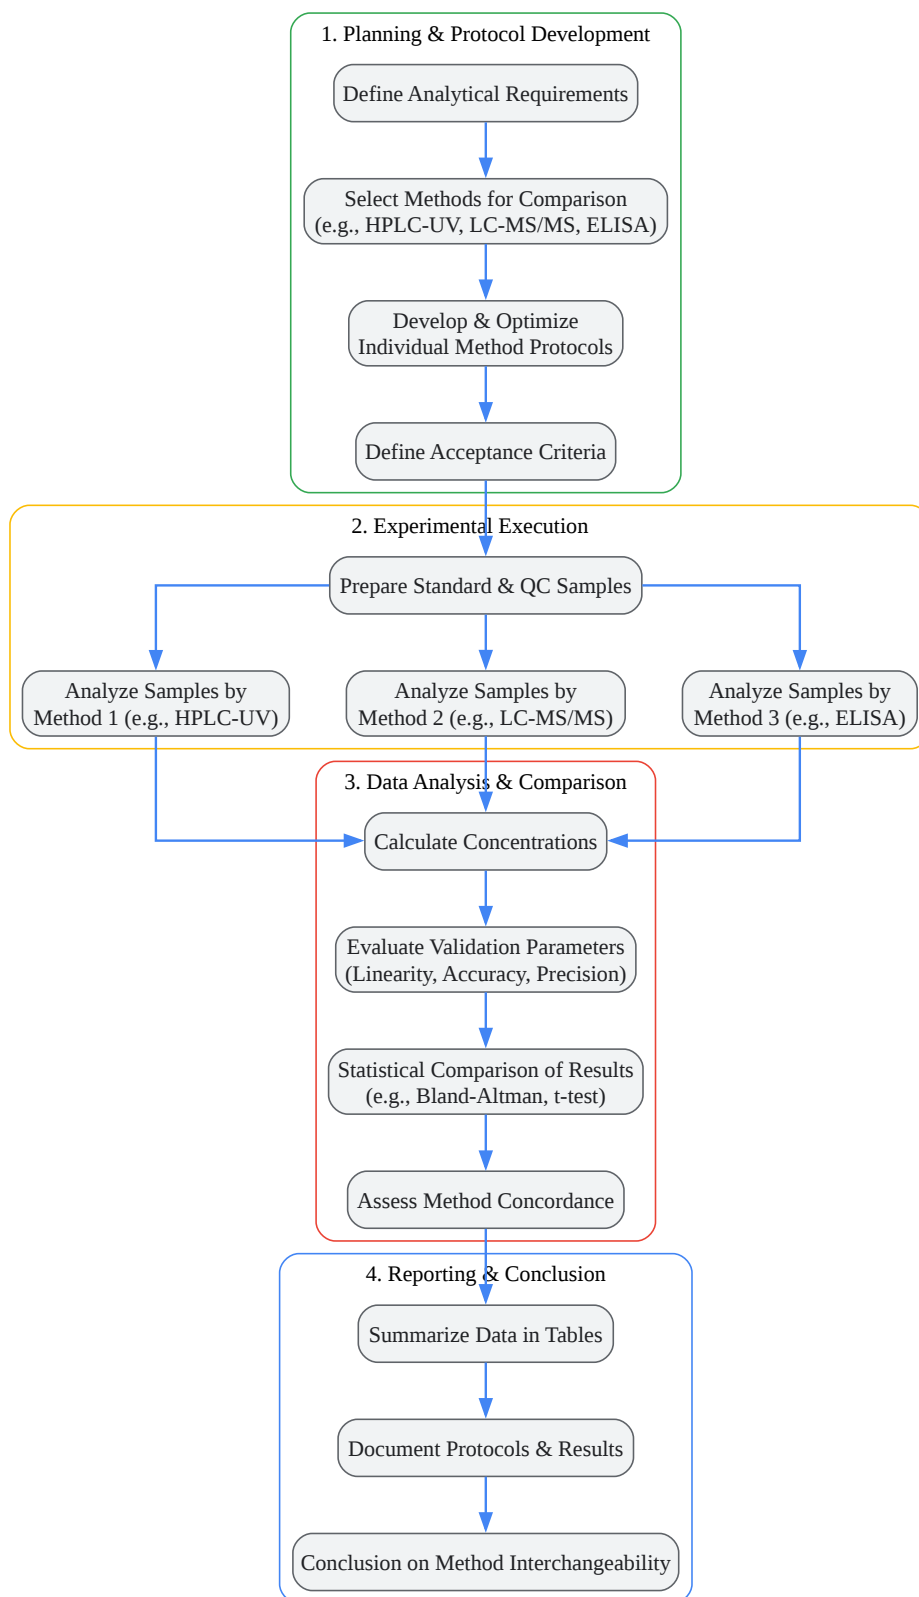 1. Planning & Protocol Development
Define Analytical Requirements
Select Methods for Comparison
(e.g., HPLC-UV, LC-MS/MS, ELISA)
Develop & Optimize
Individual Method Protocols
Define Acceptance Criteria
2. Experimental Execution
Prepare Standard & QC Samples
Analyze Samples by
Method 1 (e.g., HPLC-UV)
Analyze Samples by
Method 2 (e.g., LC-MS/MS)
Analyze Samples by
Method 3 (e.g., ELISA)
3. Data Analysis & Comparison
Calculate Concentrations
Evaluate Validation Parameters
(Linearity, Accuracy, Precision)
Statistical Comparison of Results
(e.g., Bland-Altman, t-test)
Assess Method Concordance
4. Reporting & Conclusion
Summarize Data in Tables
Document Protocols & Results
Conclusion on Method Interchangeability